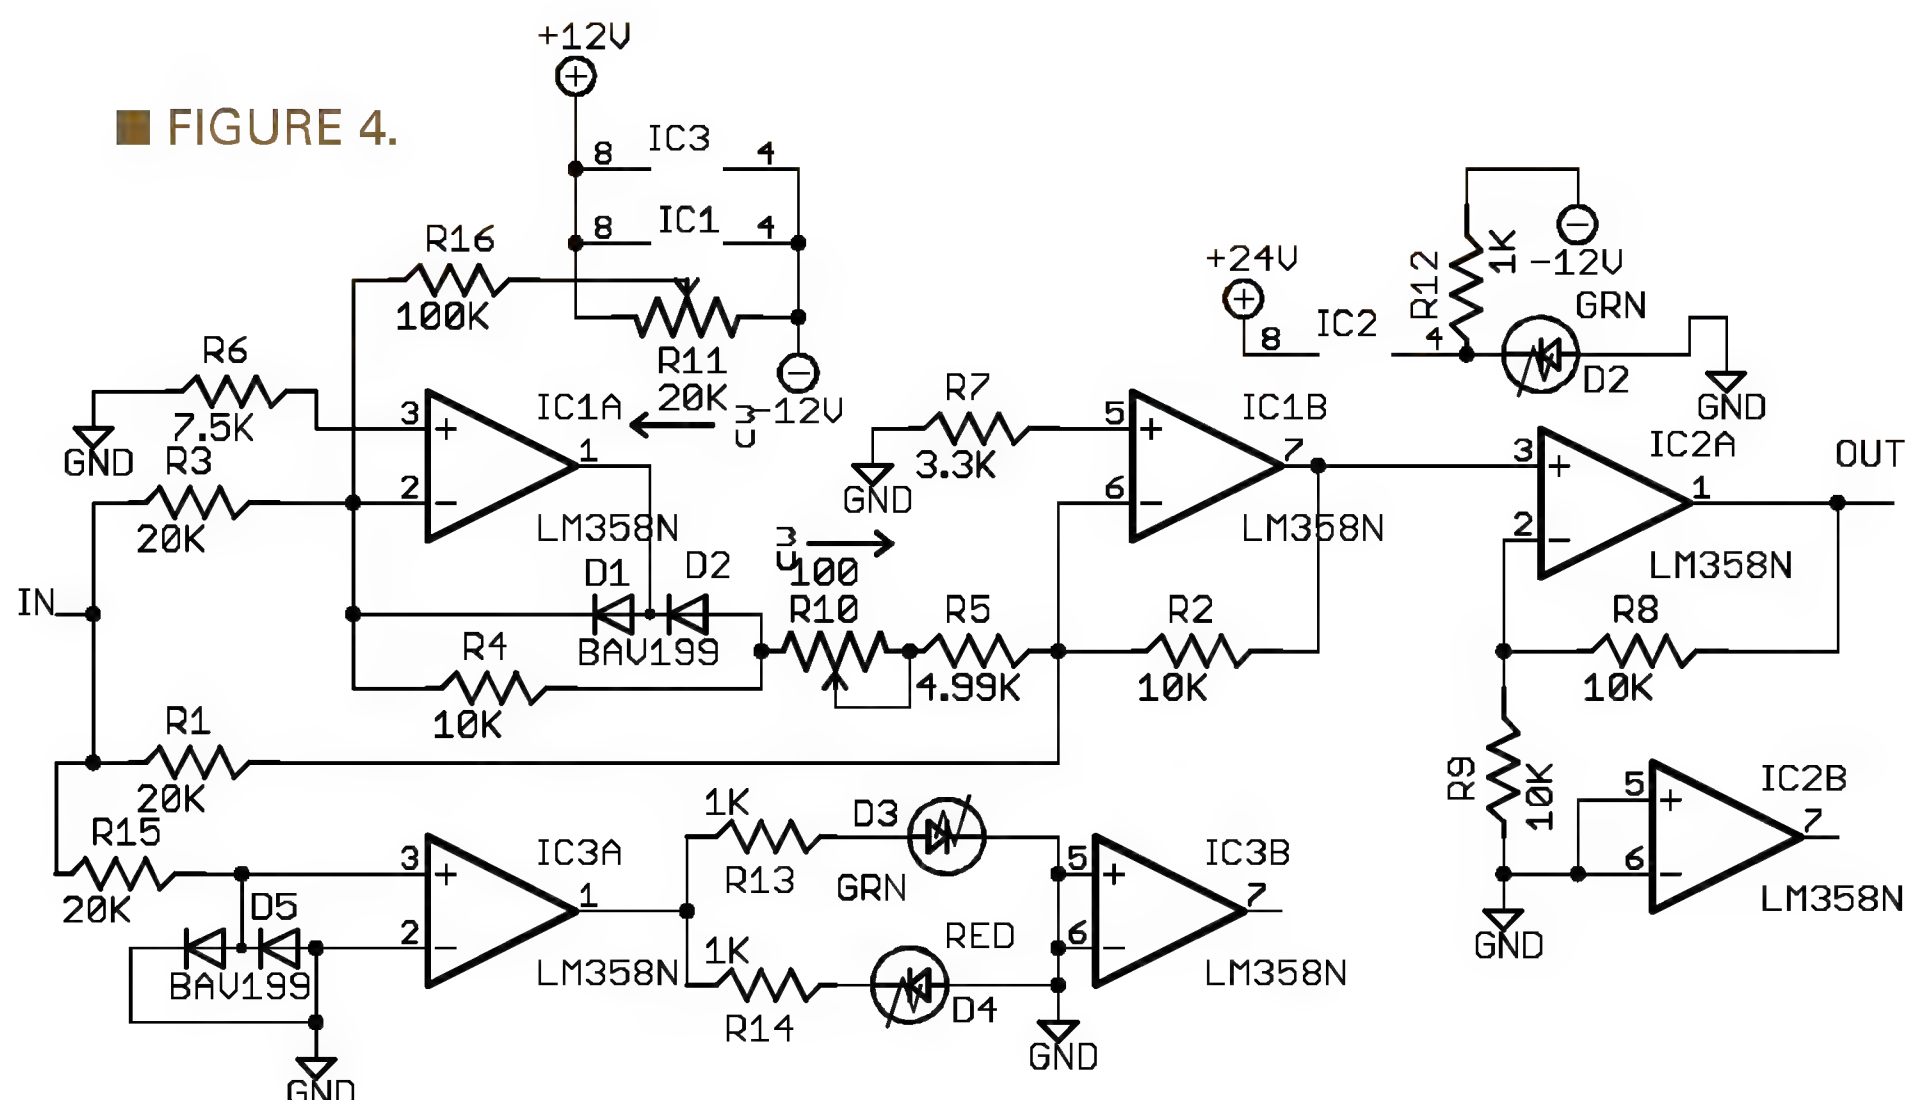 FIGURE 4.
+12V
8 IC3 4
8 IC1 4
R16
100K
R11
20K
-12V
R6
7.5K
GND
R3
20K
3
2
IC1A
1
LM358N
3
U
3
U
D1
D2
BAV199
100
R10
R4
10K
IN
R7
3.3K
GND
5
6
IC1B
7
LM358N
R5
4.99K
R2
10K
+24V
8 IC2 4
R12
1K
-12V
GRN
D2
GND
3
2
IC2A
1
LM358N
OUT
R8
10K
R9
10K
GND
5
6
IC2B
7
LM358N
R1
20K
R15
20K
D5
BAV199
GND
3
2
IC3A
1
LM358N
1K
R13
D3
GRN
1K
R14
RED
D4
5
6
IC3B
7
LM358N
GND